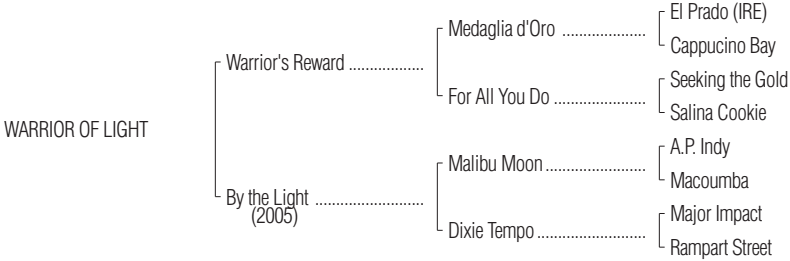 El Prado (IRE)
Medaglia d'Oro ....................
Cappucino Bay
Warrior's Reward ..................
Seeking the Gold
For All You Do ......................
Salina Cookie
WARRIOR OF LIGHT
A.P. Indy
Malibu Moon........................
Macoumba
By the Light ..........................
(2005)
Major Impact
Dixie Tempo..........................
Rampart Street